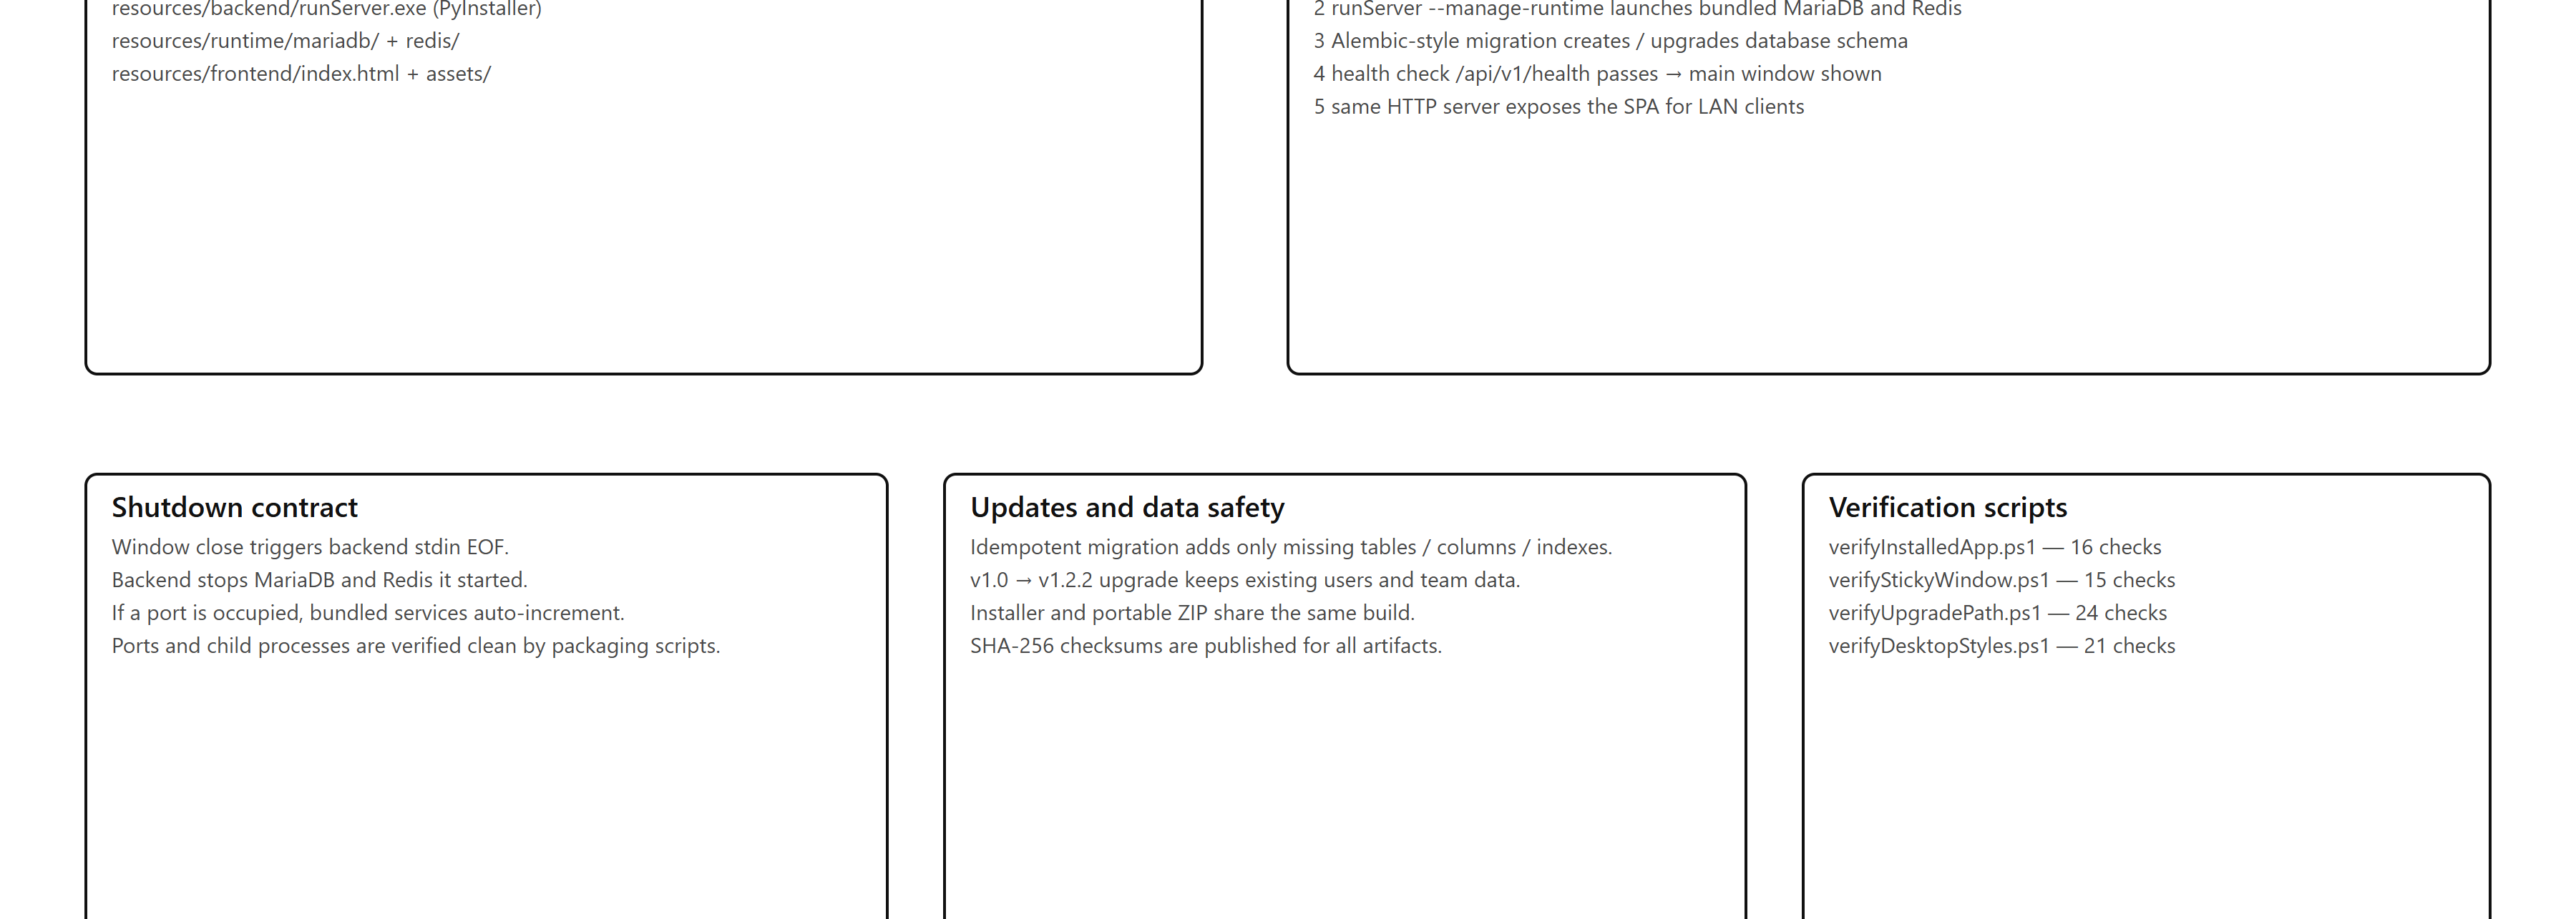 resources/backend/runServer.exe (PyInstaller)
resources/runtime/mariadb/ + redis/
resources/frontend/index.html + assets/
2 runServer --manage-runtime launches bundled MariaDB and Redis
3 Alembic-style migration creates / upgrades database schema
4 health check /api/v1/health passes → main window shown
5 same HTTP server exposes the SPA for LAN clients
Shutdown contract
Window close triggers backend stdin EOF.
Backend stops MariaDB and Redis it started.
If a port is occupied, bundled services auto-increment.
Ports and child processes are verified clean by packaging scripts.
Updates and data safety
Idempotent migration adds only missing tables / columns / indexes.
v1.0 → v1.2.2 upgrade keeps existing users and team data.
Installer and portable ZIP share the same build.
SHA-256 checksums are published for all artifacts.
Verification scripts
verifyInstalledApp.ps1 — 16 checks
verifyStickyWindow.ps1 — 15 checks
verifyUpgradePath.ps1 — 24 checks
verifyDesktopStyles.ps1 — 21 checks